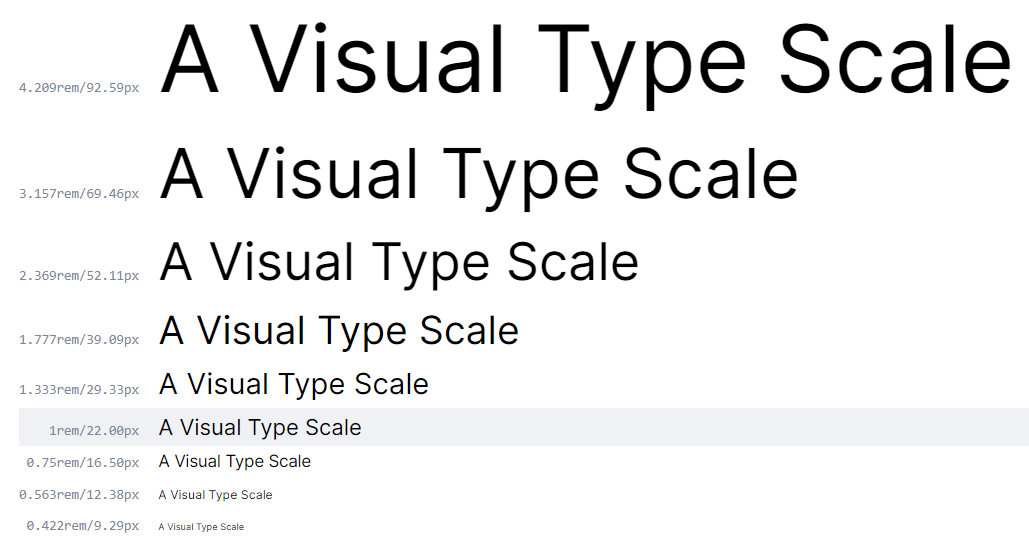 4.209rem/92.59px A Visual Type Scale
3.157rem/69.46px A Visual Type Scale
2.369rem/52.11px A Visual Type Scale
1.777rem/39.09px A Visual Type Scale
1.333rem/29.33px A Visual Type Scale
1rem/22.00px A Visual Type Scale
0.75rem/16.50px A Visual Type Scale
0.563rem/12.38px A Visual Type Scale
0.422rem/9.29px A Visual Type Scale